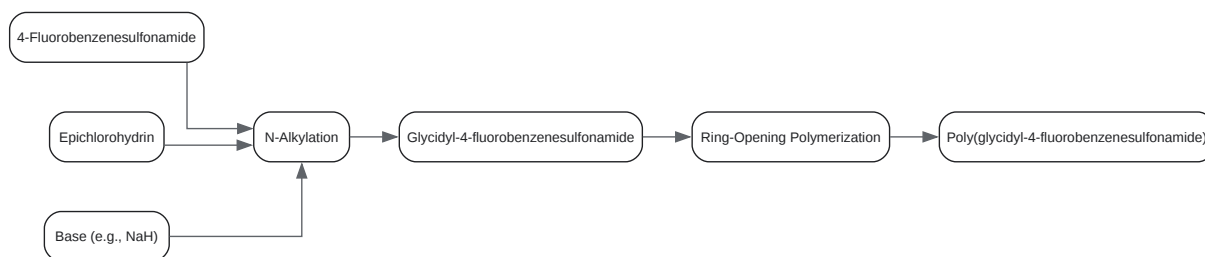 4-Fluorobenzenesulfonamide
Epichlorohydrin
N-Alkylation
Glycidyl-4-fluorobenzenesulfonamide
Ring-Opening Polymerization
Poly(glycidyl-4-fluorobenzenesulfonamide)
Base (e.g., NaH)